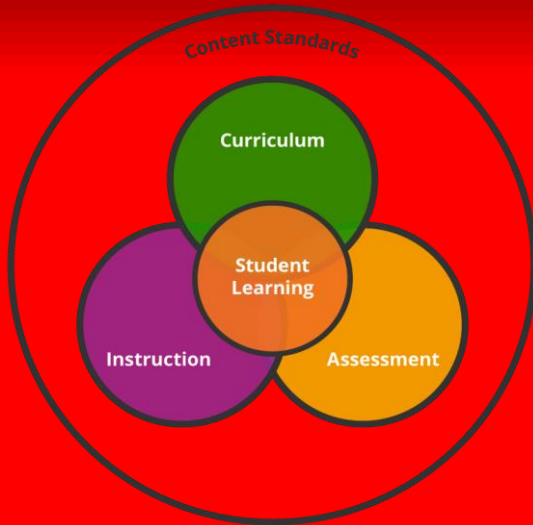 Content Standards
Curriculum
Student
Learning
Instruction
Assessment